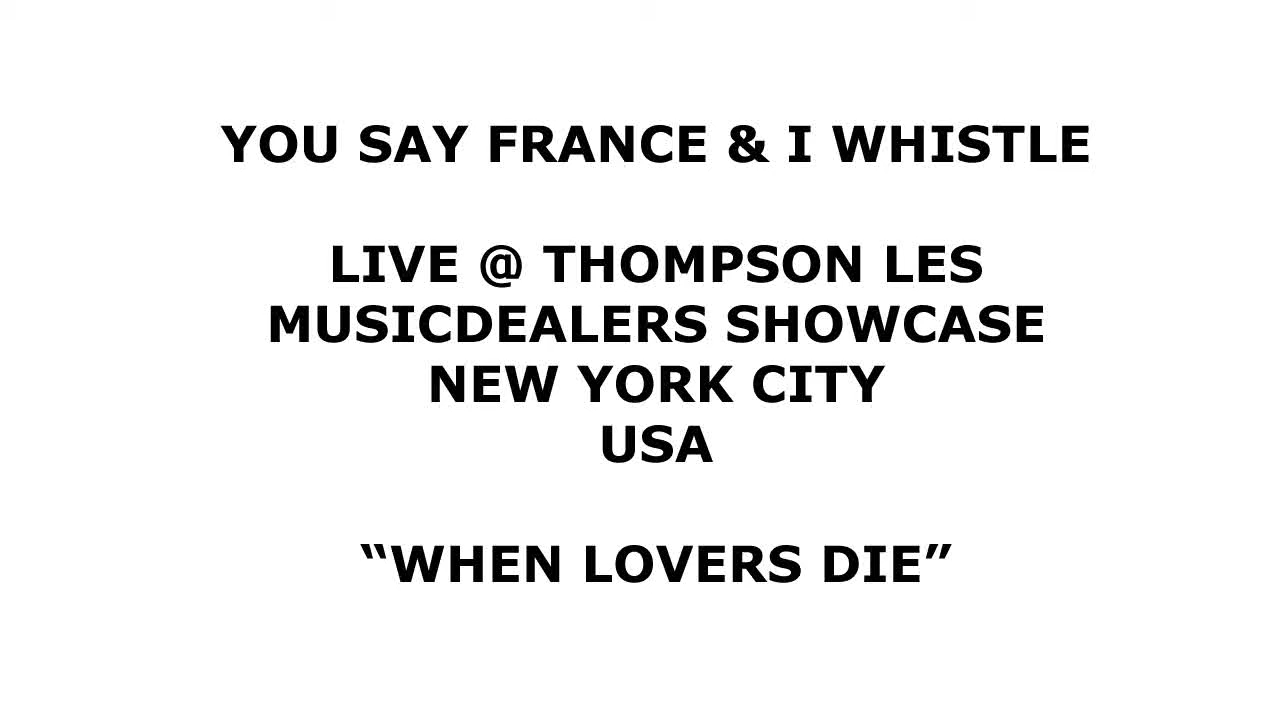 YOU SAY FRANCE & I WHISTLE
LIVE @ THOMPSON LES
MUSICDEALERS SHOWCASE
NEW YORK CITY
USA
“WHEN LOVERS DIE”